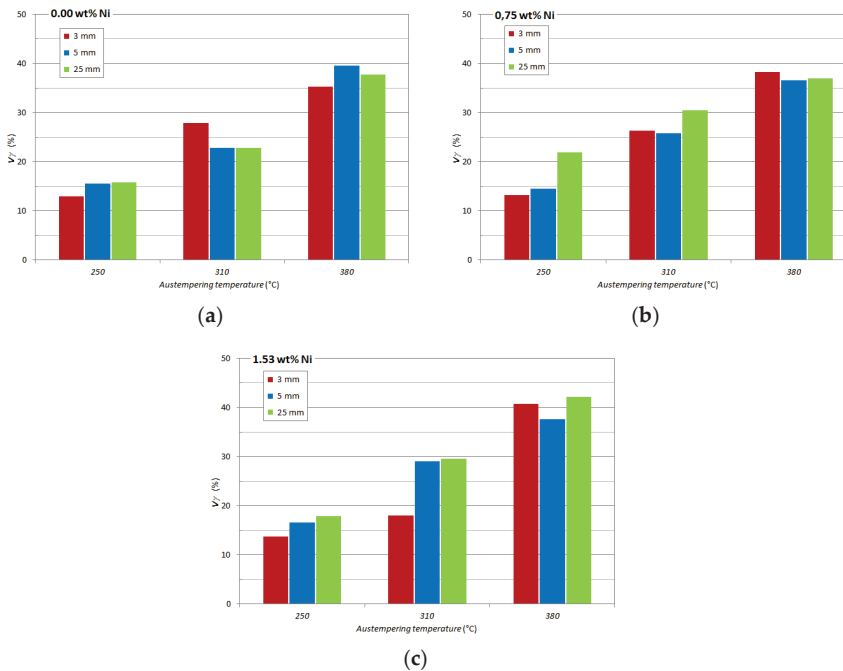 0.00 wt% Ni
50
40
30
20
10
0
Vγ (%)
3 mm
5 mm
25 mm
250
310
380
Austempering temperature (°C)
(a)
0,75 wt% Ni
50
40
30
20
10
0
Vγ (%)
3 mm
5 mm
25 mm
250
310
380
Austempering temperature (°C)
(b)
1.53 wt% Ni
50
40
30
20
10
0
Vγ (%)
3 mm
5 mm
25 mm
250
310
380
Austempering temperature (°C)
(c)